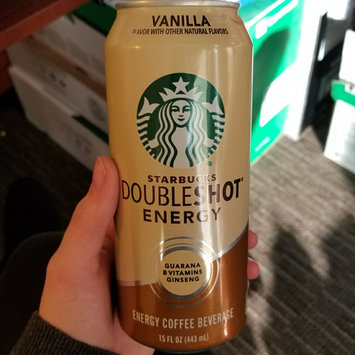 VANILLA
FLAVOR WITH OTHER NATURAL FLAVORS
STARBUCKS
DOUBLESHOT®
ENERGY
GUARANA
B VITAMINS
GINSENG
ENERGY COFFEE BEVERAGE
15 FL OZ (443 mL)